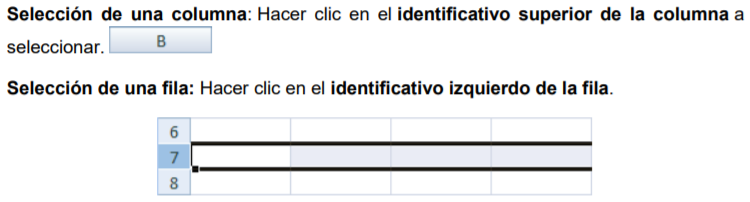 Selección de una columna: Hacer clic en el identificativo superior de la columna a
seleccionar. B
Selección de una fila: Hacer clic en el identificativo izquierdo de la fila.
6
7
8